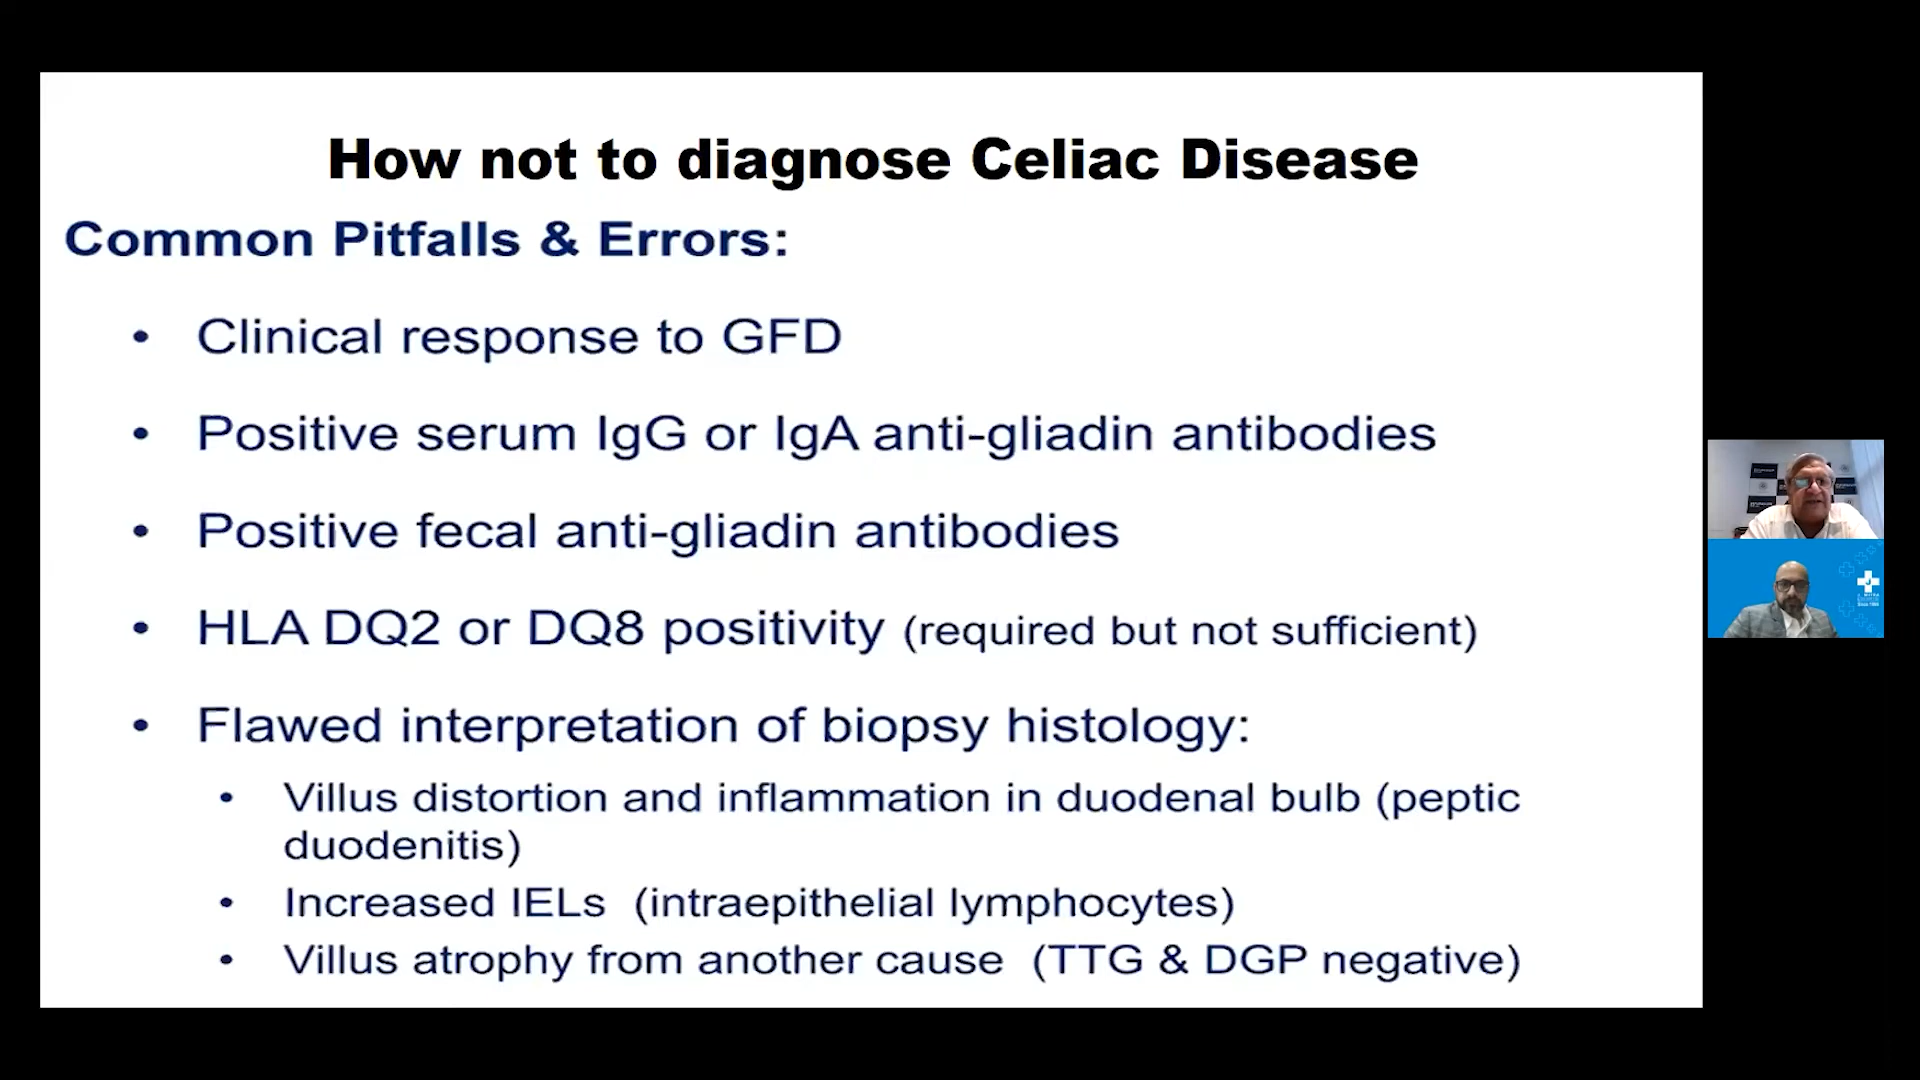 How not to diagnose Celiac Disease
Common Pitfalls & Errors:
• Clinical response to GFD
• Positive serum IgG or IgA anti-gliadin antibodies
• Positive fecal anti-gliadin antibodies
• HLA DQ2 or DQ8 positivity (required but not sufficient)
• Flawed interpretation of biopsy histology:
• Villus distortion and inflammation in duodenal bulb (peptic
duodenitis)
• Increased IELs (intraepithelial lymphocytes)
• Villus atrophy from another cause (TTG & DGP negative)